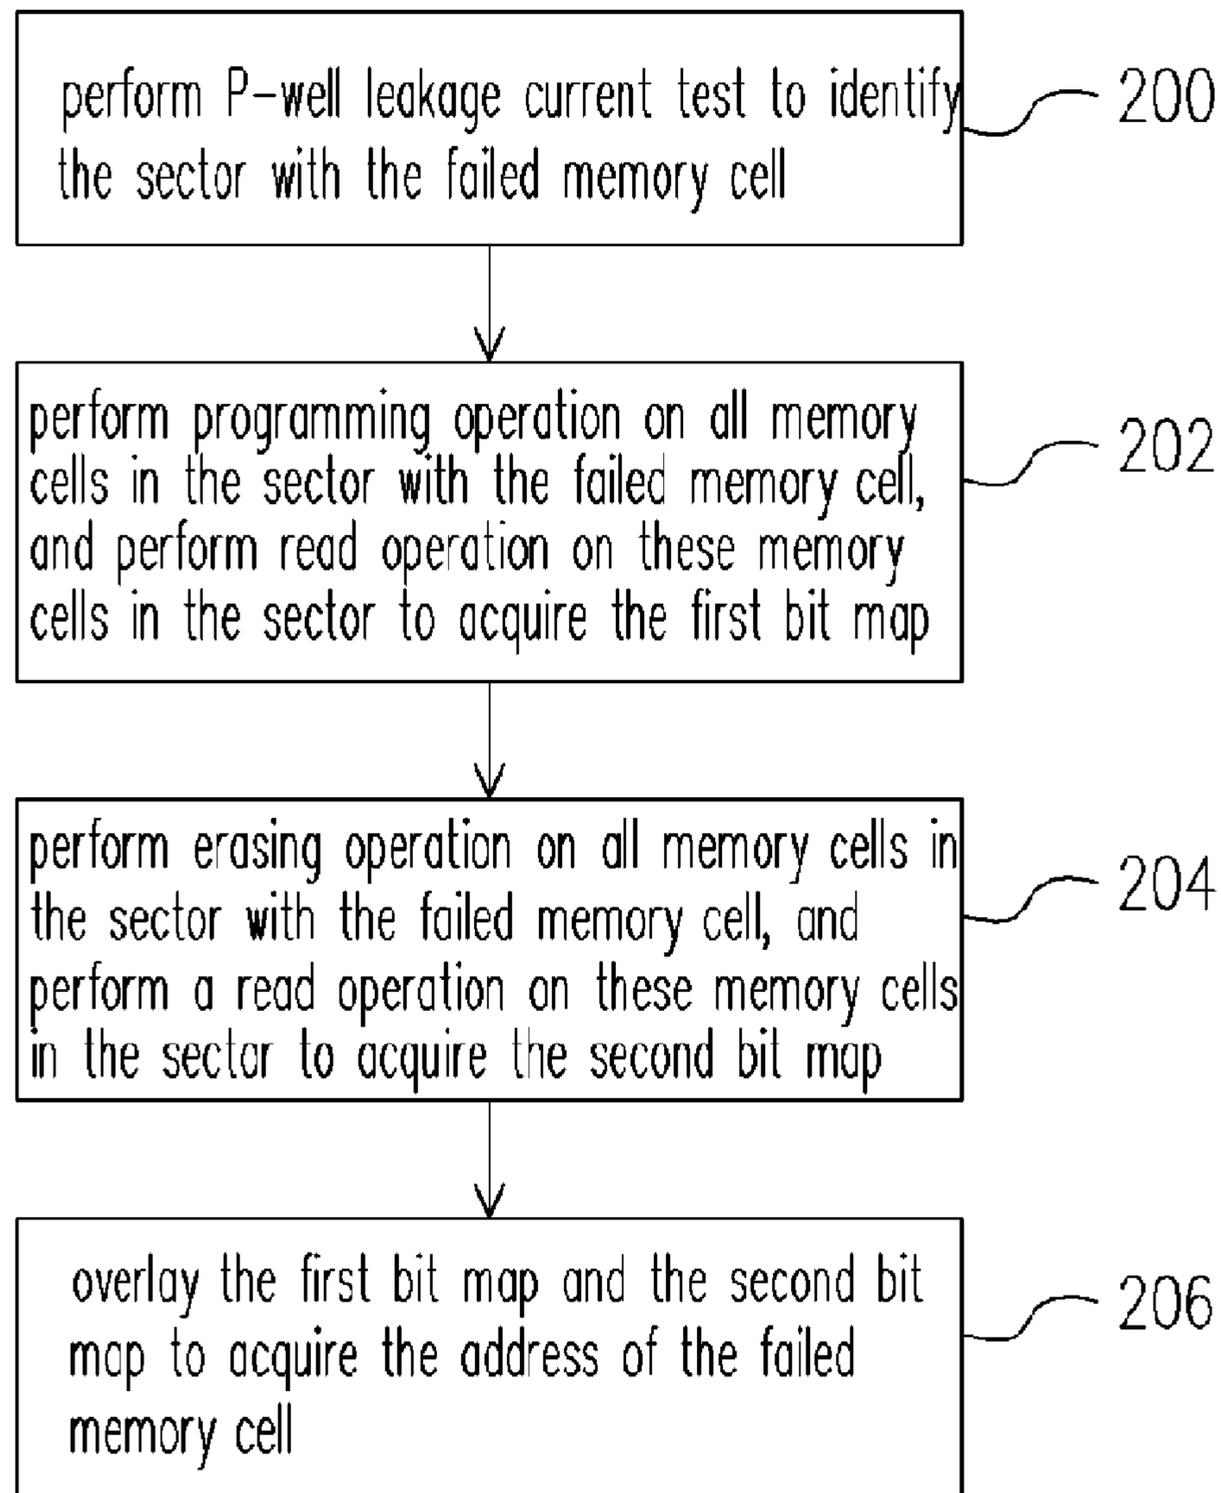 perform P-well leakage current test to identify
the sector with the failed memory cell
200
perform programming operation on all memory
cells in the sector with the failed memory cell,
and perform read operation on these memory
cells in the sector to acquire the first bit map
202
perform erasing operation on all memory cells in
the sector with the failed memory cell, and
perform a read operation on these memory cells
in the sector to acquire the second bit map
204
overlay the first bit map and the second bit
map to acquire the address of the failed
memory cell
206